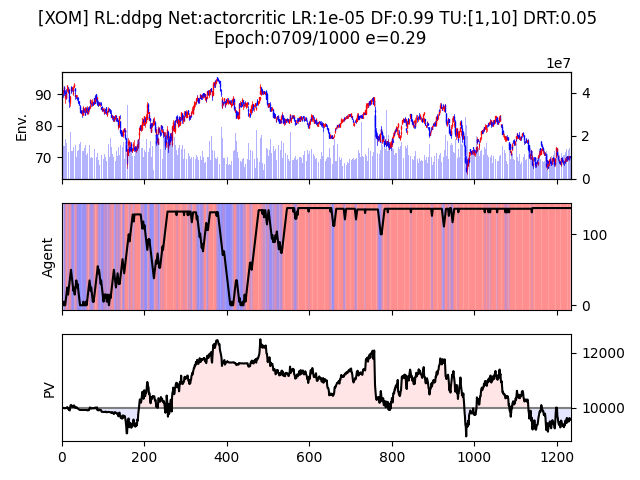 [XOM] RL:ddpg Net:actorcritic LR:1e-05 DF:0.99 TU:[1,10] DRT:0.05
Epoch:0709/1000 e=0.29
1e7
Env.
90
80
70
4
2
0
Agent
100
0
PV
12000
10000
0 200 400 600 800 1000 1200